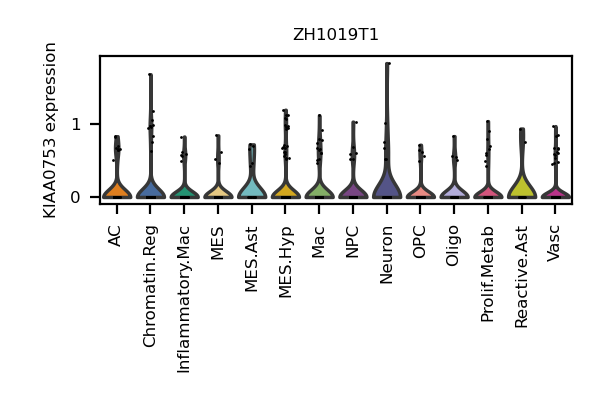 ZH1019T1
KIAA0753 expression
1
0
AC
Chromatin.Reg
Inflammatory.Mac
MES
MES.Ast
MES.Hyp
Mac
NPC
Neuron
OPC
Oligo
Prolif.Metab
Reactive.Ast
Vasc